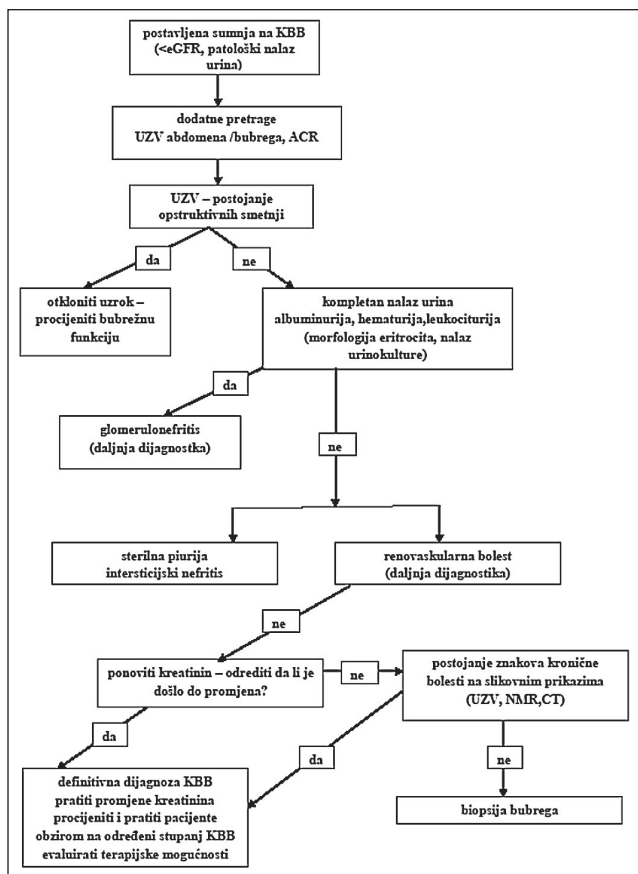 postavljena sumnja na KBB
(<eGFR, patološki nalaz
urina)
dodatne pretrage
UZV abdomena /bubrega, ACR
UZV – postojanje
opstruktivnih smetnji
da
ne
otkloniti uzrok –
procijeniti bubrežnu
funkciju
kompletan nalaz urina
albuminurija, hematurija,leukociturija
(morfologija eritrocita, nalaz
urinokulture)
da
glomerulonefritis
(daljnja dijagnostka)
ne
sterilna piurija
intersticijski nefritis
renovaskularna bolest
(daljnja dijagnostika)
ne
ponoviti kreatinin – odrediti da li je
došlo do promjena?
ne
postojanje znakova kronične
bolesti na slikovnim prikazima
(UZV, NMR,CT)
da
da
ne
definitivna dijagnoza KBB
pratiti promjene kreatinina
procijeniti i pratiti pacijente
obzirom na određeni stupanj KBB
evaluirati terapijske mogućnosti
biopsija bubrega